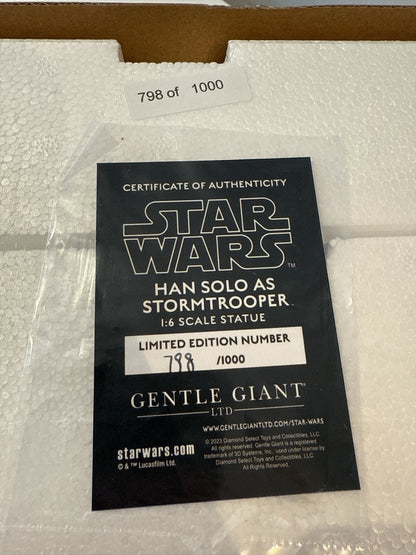 798 of 1000
CERTIFICATE OF AUTHENTICITY
STAR
WARS™
HAN SOLO AS
STORMTROOPER
1:6 SCALE STATUE
LIMITED EDITION NUMBER
798 /1000
GENTLE GIANT®
LTD
WWW.GENTLEGIANTLTD.COM/STAR-WARS
starwars.com
© & ™ Lucasfilm Ltd.
© 2023 Diamond Select Toys and Collectibles, LLC.
All rights reserved. Gentle Giant is a registered
trademark of 3D Systems, Inc., used under license by
Diamond Select Toys and Collectibles, LLC.
All Rights Reserved.